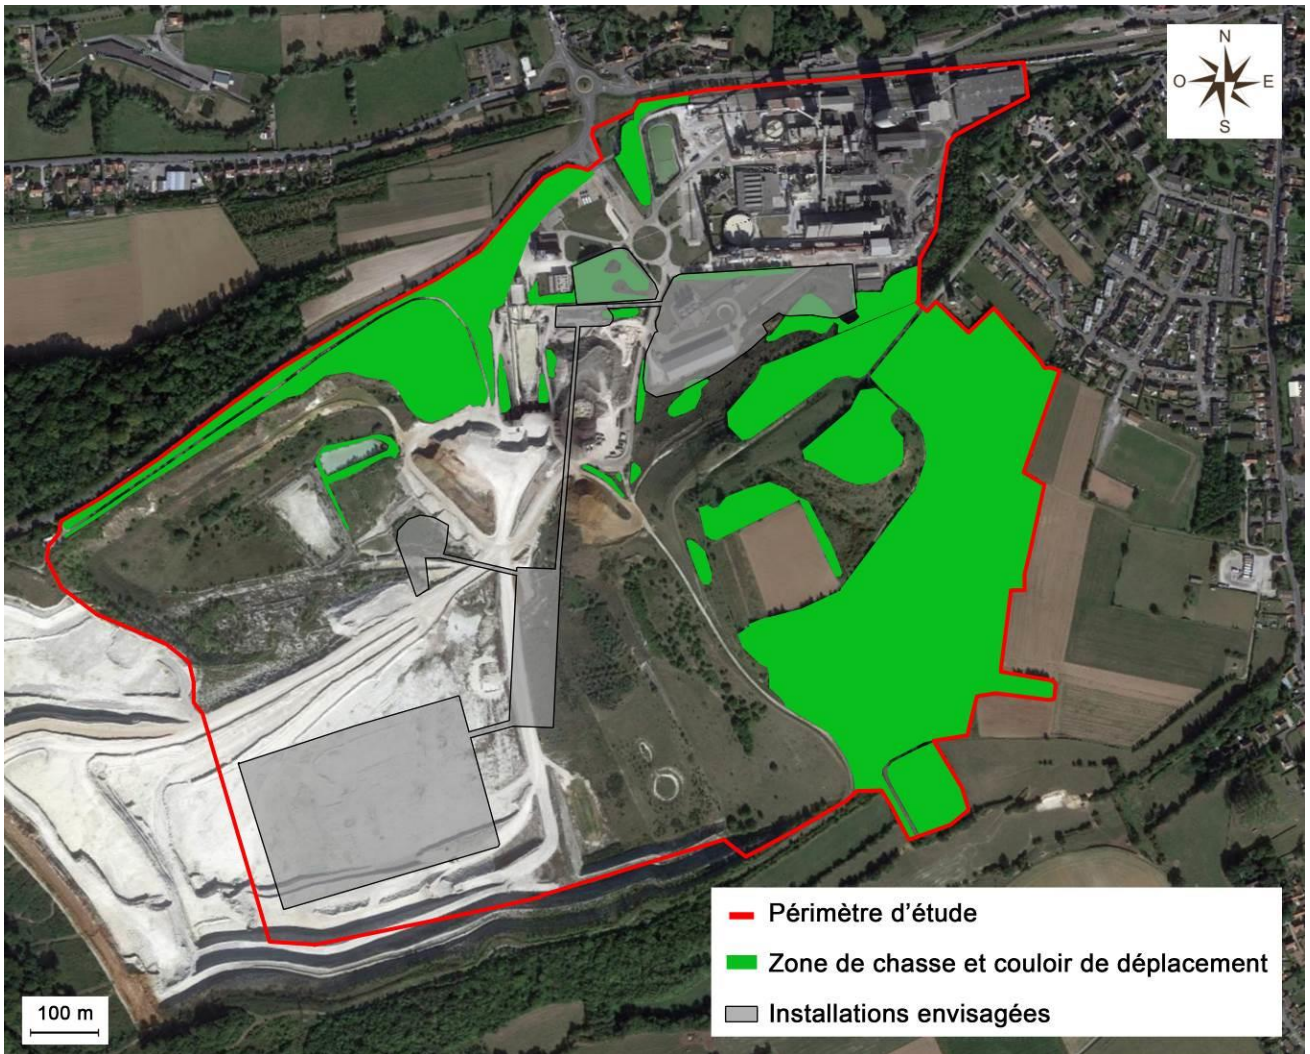 N
O E
S
Périmètre d'étude
Zone de chasse et couloir de déplacement
Installations envisagées
100 m